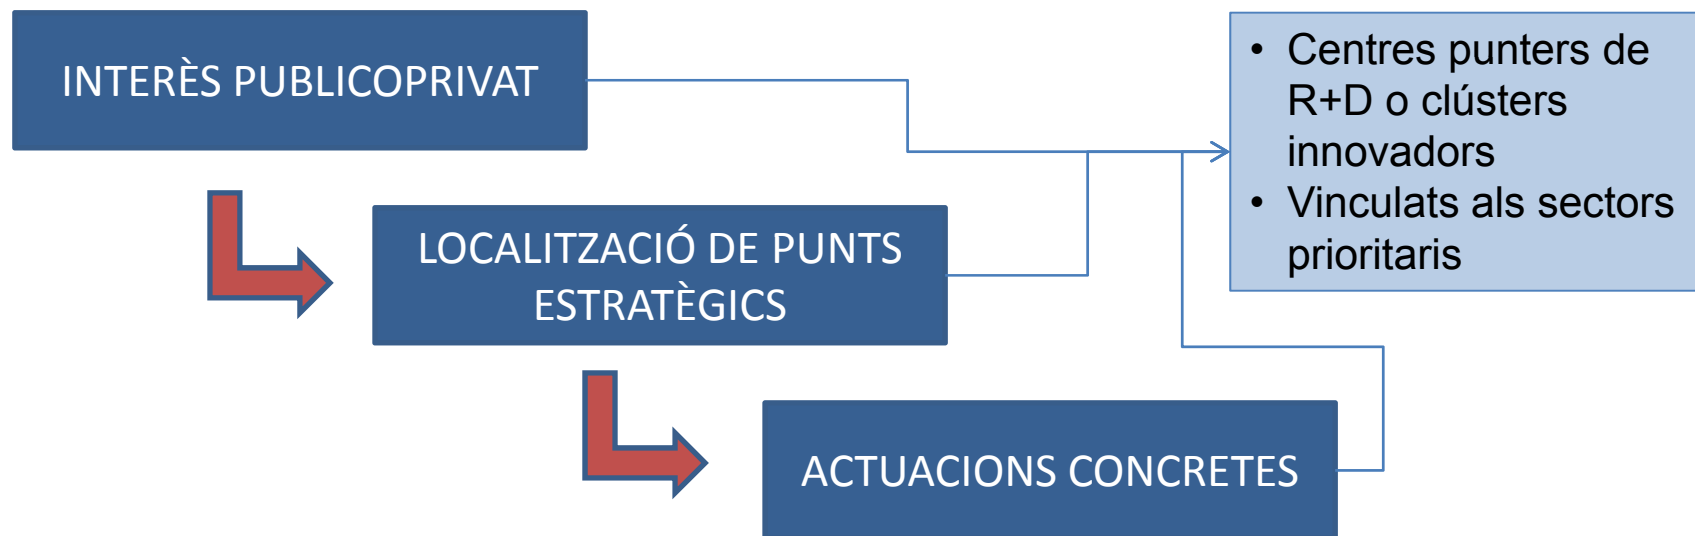 INTERÈS PUBLICOPRIVAT
LOCALITZACIÓ DE PUNTS
ESTRATÈGICS
ACTUACIONS CONCRETES
• Centres punters de
R+D o clústers
innovadors
• Vinculats als sectors
prioritaris